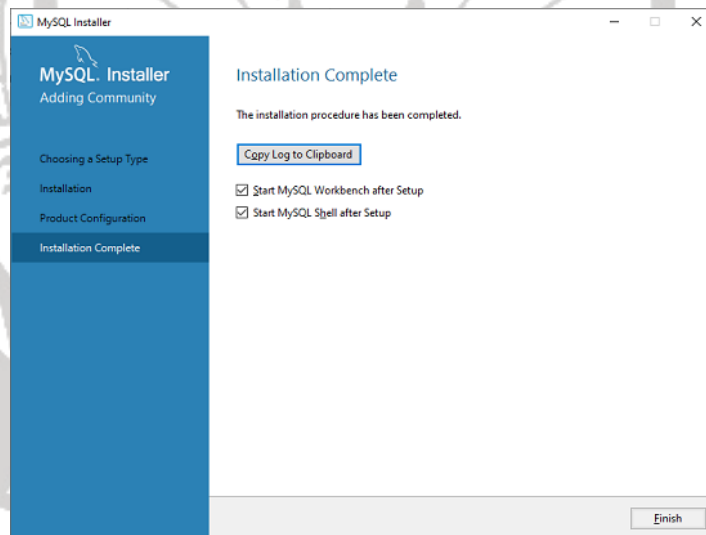 MySQL Installer
MySQL. Installer
Adding Community
Choosing a Setup Type
Installation
Product Configuration
Installation Complete
Installation Complete
The installation procedure has been completed.
Copy Log to Clipboard
Start MySQL Workbench after Setup
Start MySQL Shell after Setup
Finish